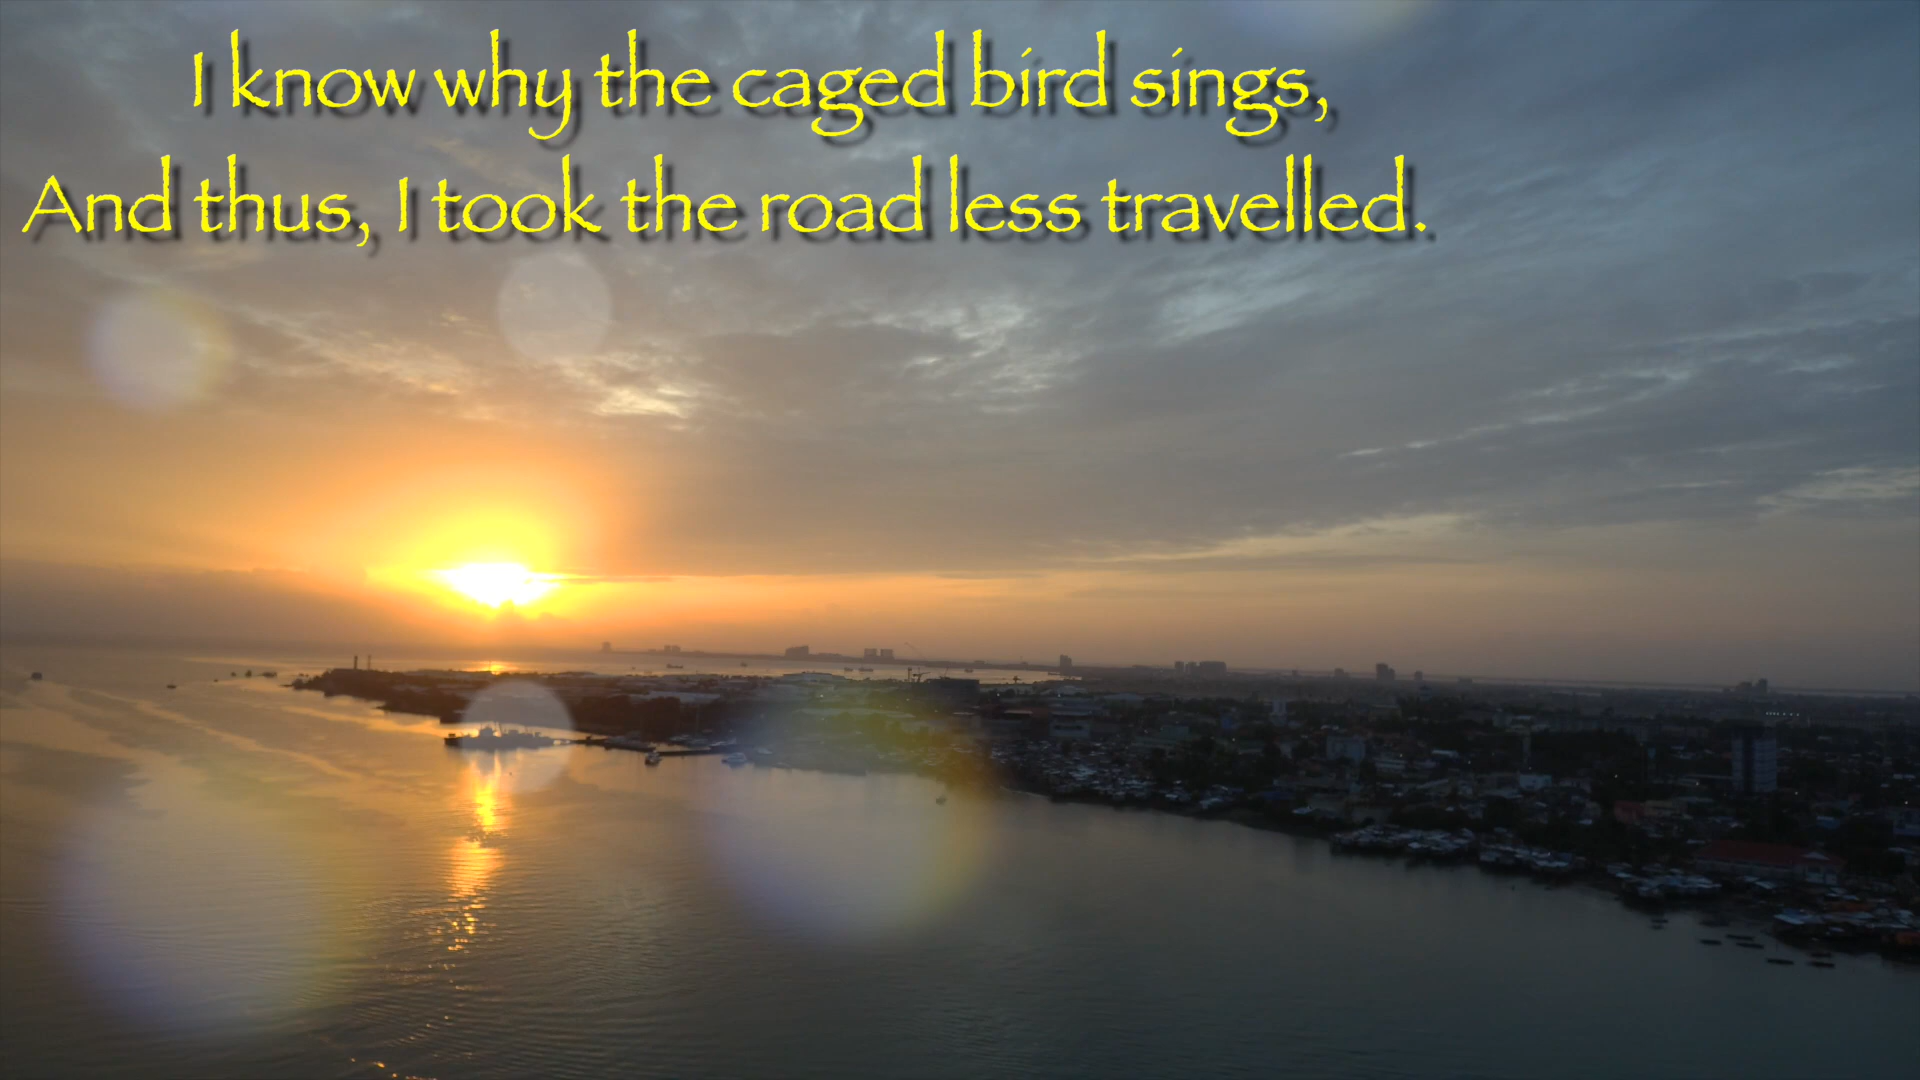 I know why the caged bird sings,
And thus, I took the road less travelled.